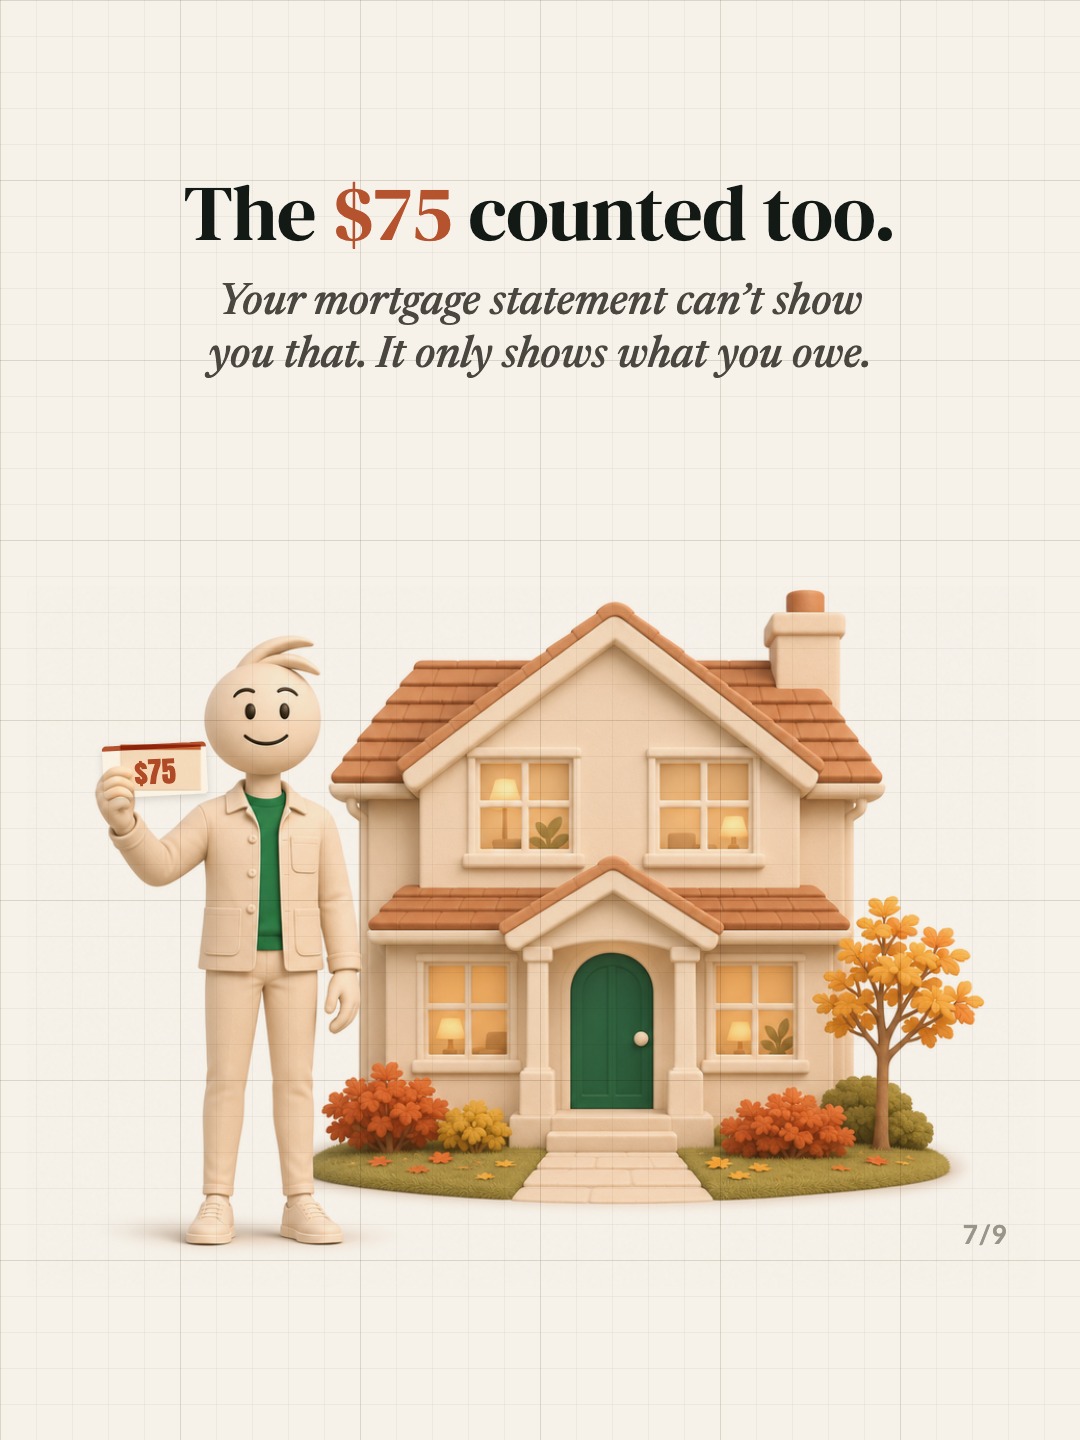 The $75 counted too.
Your mortgage statement can’t show
you that. It only shows what you owe.
$75
7/9